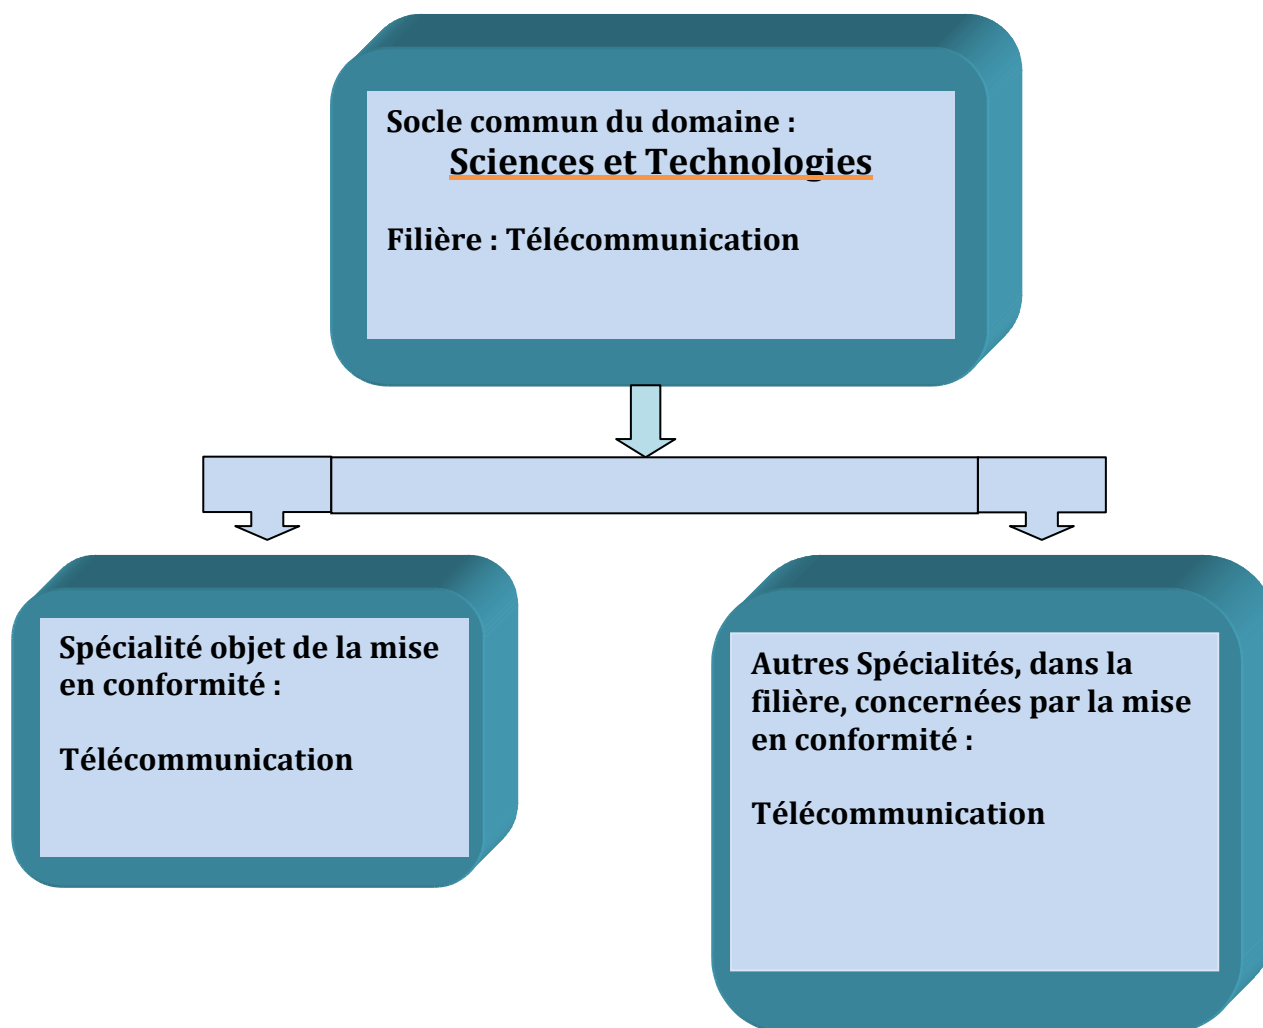 Socle commun du domaine :
Sciences et Technologies
Filière : Télécommunication
Spécialité objet de la mise
en conformité :
Télécommunication
Autres Spécialités, dans la
filière, concernées par la mise
en conformité :
Télécommunication